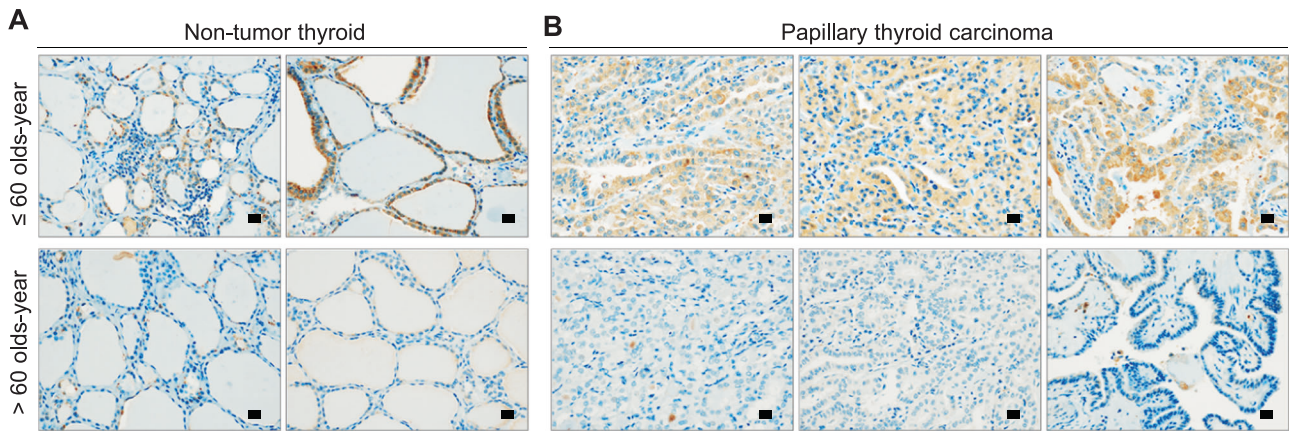 A
Non-tumor thyroid
B
Papillary thyroid carcinoma
≤ 60 olds-year
> 60 olds-year